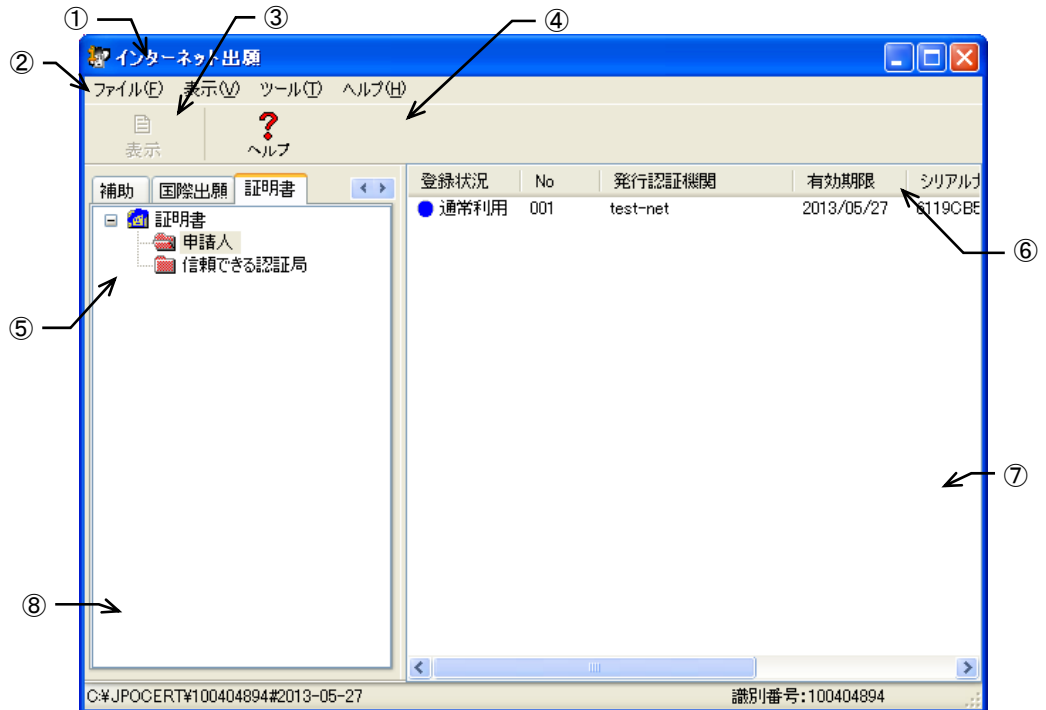 ① ③ ④
② インターネット出願
ファイル(F) 表示(V) ツール(T) ヘルプ(H)
表示 ヘルプ
補助 国際出願 証明書
登録状況 No 発行認証機関 有効期限 シリアルナ
証明書
通常利用 001 test-net 2013/05/27 6119CBE
申請人
信頼できる認証局
⑥
⑤
⑦
⑧
C:¥JPOCERT¥100404894#2013-05-27 識別番号:100404894